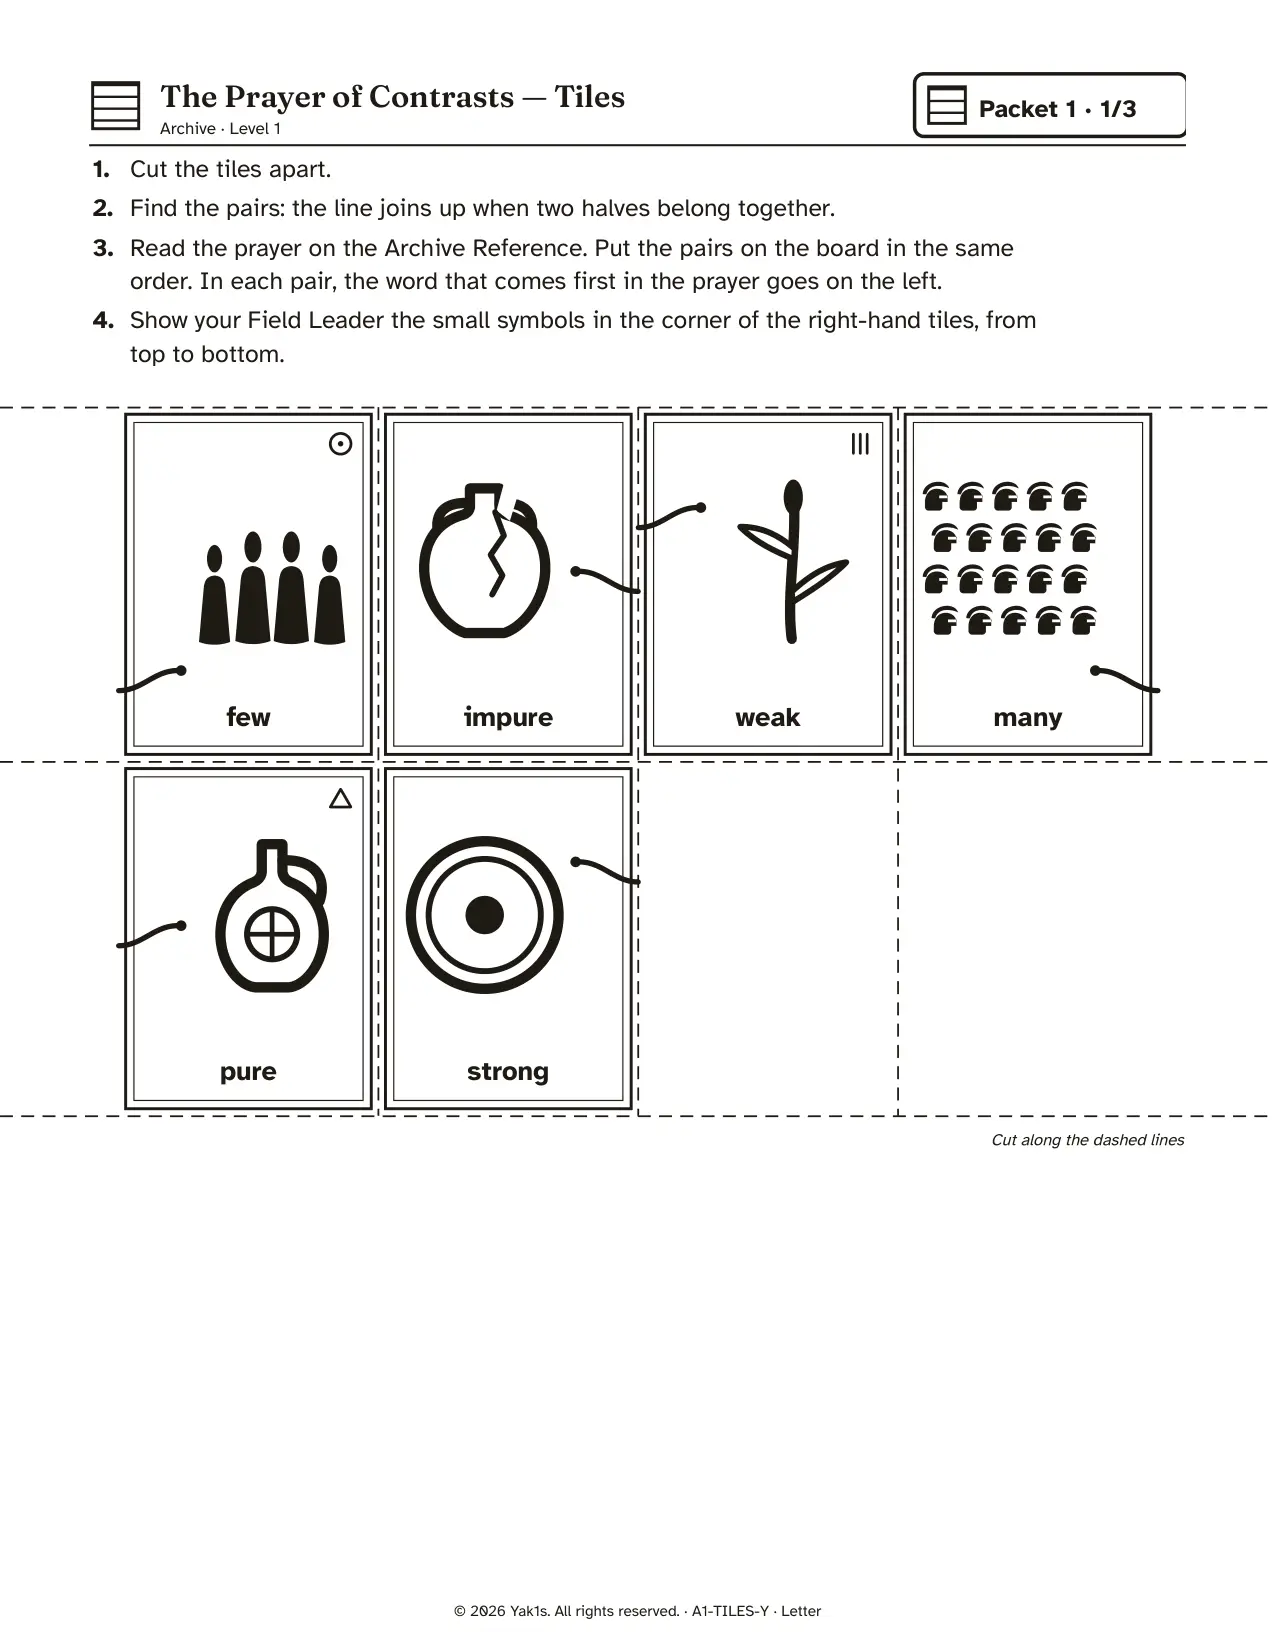 The Prayer of Contrasts — Tiles
Archive · Level 1
Packet 1 · 1/3
1. Cut the tiles apart.
2. Find the pairs: the line joins up when two halves belong together.
3. Read the prayer on the Archive Reference. Put the pairs on the board in the same
order. In each pair, the word that comes first in the prayer goes on the left.
4. Show your Field Leader the small symbols in the corner of the right-hand tiles, from
top to bottom.
few
impure
weak
many
pure
strong
Cut along the dashed lines
© 2026 Yak1s. All rights reserved. · A1-TILES-Y · Letter